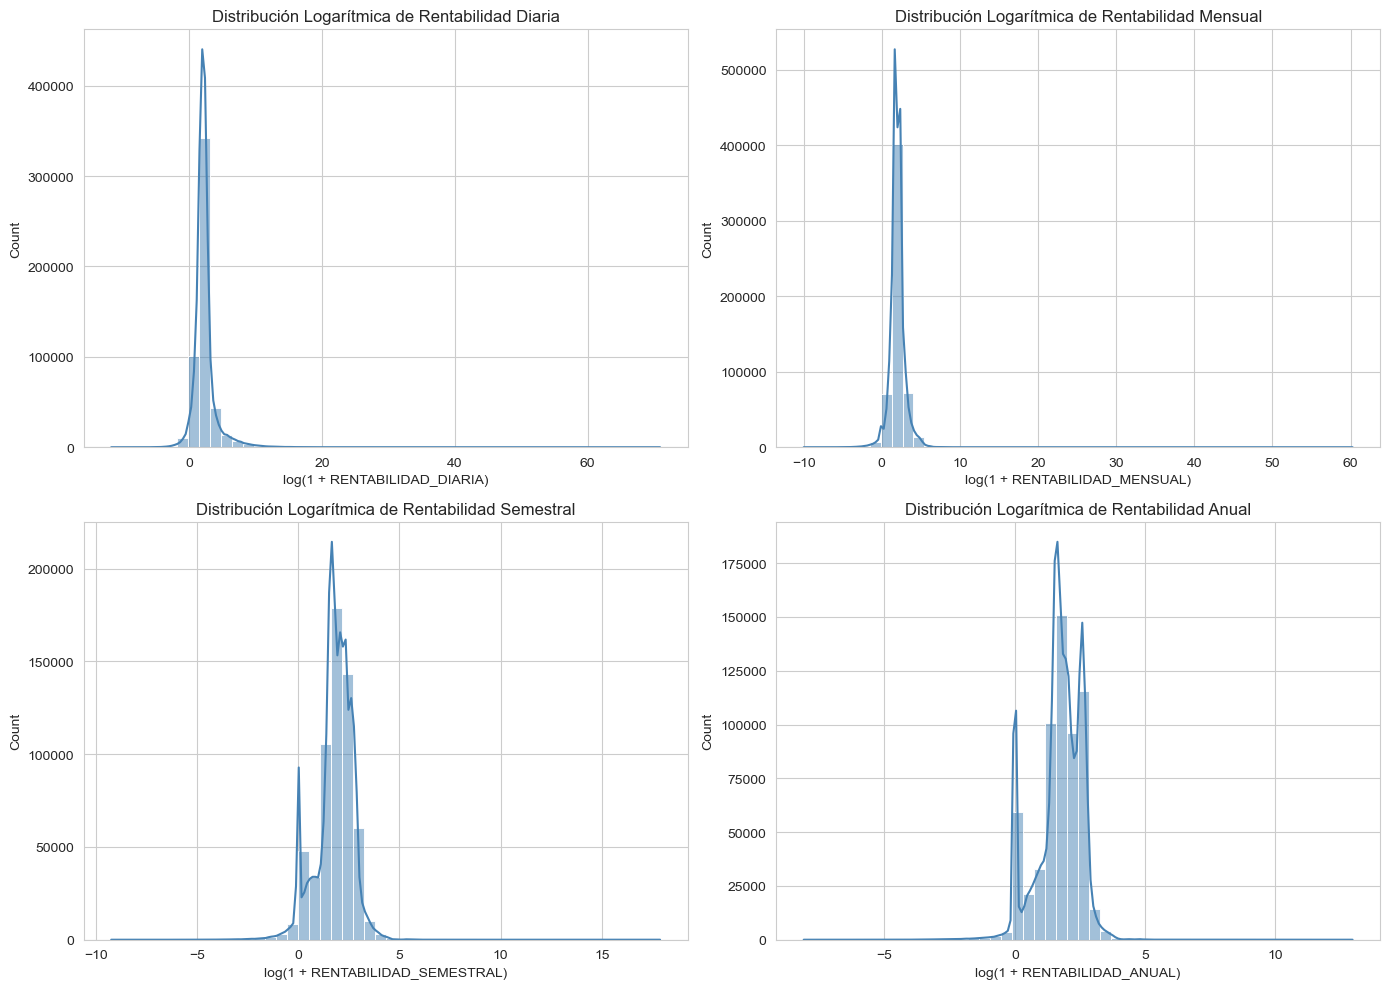 Distribución Logarítmica de Rentabilidad Diaria
400000
300000
200000
100000
0
Count
0 20 40 60
log(1 + RENTABILIDAD_DIARIA)
Distribución Logarítmica de Rentabilidad Mensual
500000
400000
300000
200000
100000
0
Count
−10 0 10 20 30 40 50 60
log(1 + RENTABILIDAD_MENSUAL)
Distribución Logarítmica de Rentabilidad Semestral
200000
150000
100000
50000
0
Count
−10 −5 0 5 10 15
log(1 + RENTABILIDAD_SEMESTRAL)
Distribución Logarítmica de Rentabilidad Anual
175000
150000
125000
100000
75000
50000
25000
0
Count
−5 0 5 10
log(1 + RENTABILIDAD_ANUAL)